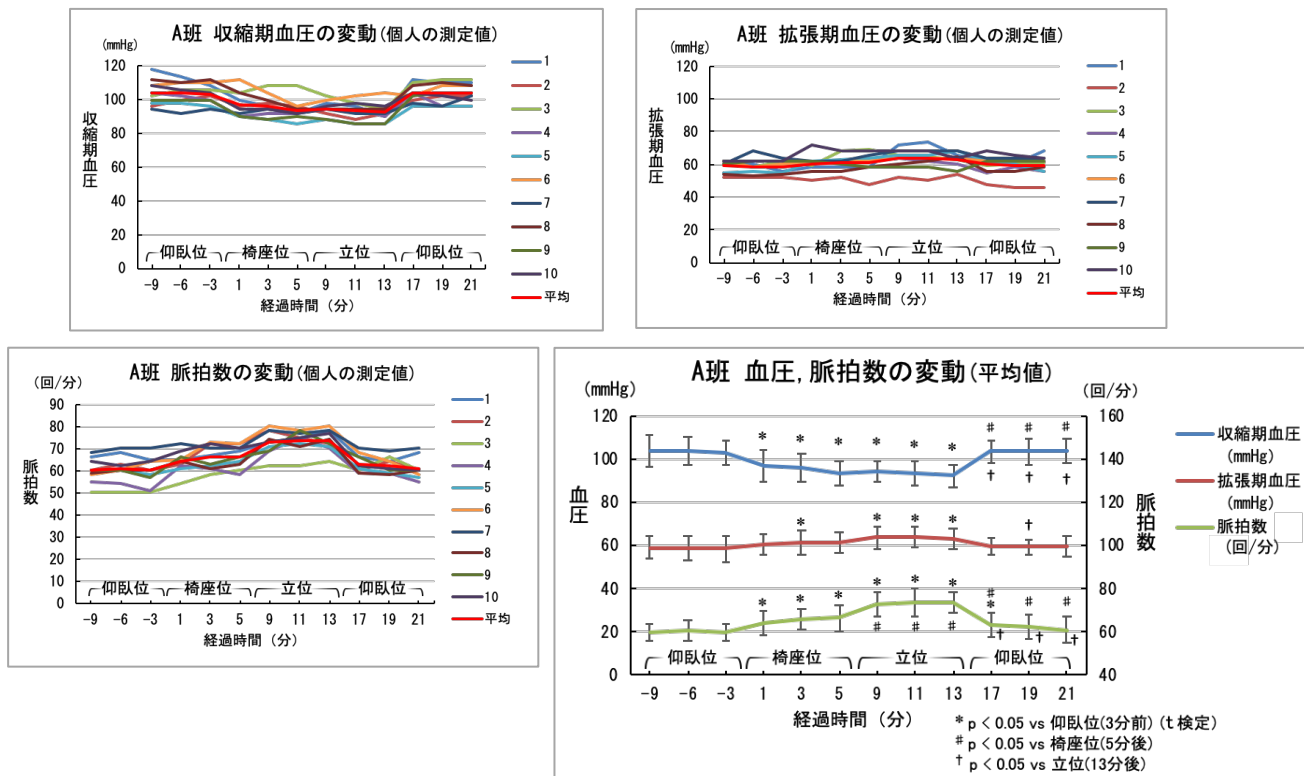 A班 収縮期血圧の変動(個人の測定値)
(mmHg)
収縮期血圧
120
100
80
60
40
20
0
仰臥位 椅座位 立位 仰臥位
-9 -6 -3 1 3 5 9 11 13 17 19 21
経過時間（分）
1
2
3
4
5
6
7
8
9
10
平均
A班 拡張期血圧の変動(個人の測定値)
(mmHg)
拡張期血圧
120
100
80
60
40
20
0
仰臥位 椅座位 立位 仰臥位
-9 -6 -3 1 3 5 9 11 13 17 19 21
経過時間（分）
1
2
3
4
5
6
7
8
9
10
平均
A班 脈拍数の変動(個人の測定値)
(回/分)
脈拍数
90
80
70
60
50
40
30
20
10
0
仰臥位 椅座位 立位 仰臥位
-9 -6 -3 1 3 5 9 11 13 17 19 21
経過時間（分）
1
2
3
4
5
6
7
8
9
10
平均
A班 血圧,脈拍数の変動(平均値)
(mmHg)
(回/分)
血圧
120
100
80
60
40
20
0
脈拍数
160
140
120
100
80
60
40
# # #
* * * * * *
† † †
* * * * †
* * * * * * # * # #
# # # † † †
仰臥位 椅座位 立位 仰臥位
-9 -6 -3 1 3 5 9 11 13 17 19 21
経過時間（分）
収縮期血圧
(mmHg)
拡張期血圧
(mmHg)
脈拍数
(回/分)
* p < 0.05 vs 仰臥位(3分前) (t検定)
# p < 0.05 vs 椅座位(5分後)
† p < 0.05 vs 立位(13分後)